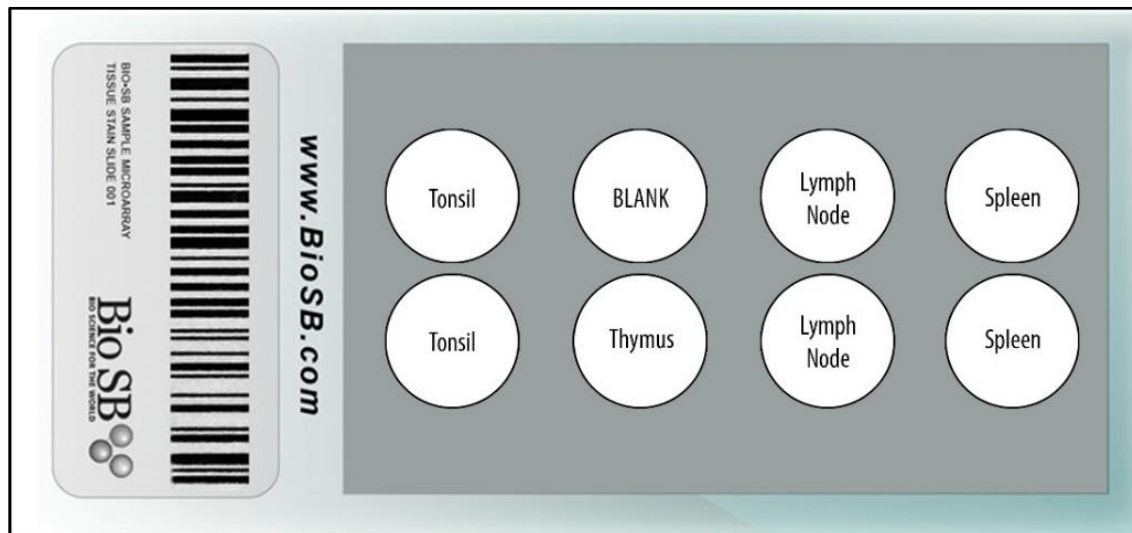 BIO-SB SAMPLE MICROARRAY
TISSUE STAIN SLIDE 001
Bio SB
BIO SCIENCE FOR THE WORLD
www.BioSB.com
Tonsil
BLANK
Lymph
Node
Spleen
Tonsil
Thymus
Lymph
Node
Spleen